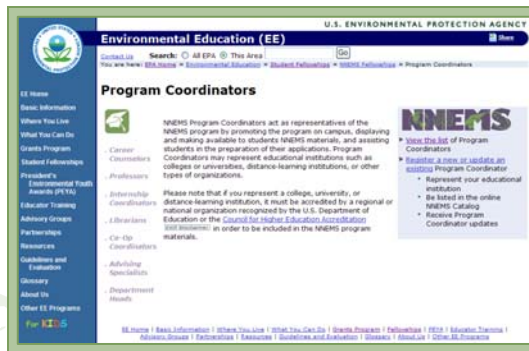 U.S. ENVIRONMENTAL PROTECTION AGENCY
Environmental Education (EE)
Share
Contact Us Search: All EPA This Area Go
You are here: EPA Home » Environmental Education » Student Fellowships » NNEMS Fellowships » Program Coordinators
EE Home
Basic Information
Where You Live
What You Can Do
Grants Program
Student Fellowships
President's
Environmental Youth
Awards (PEYA)
Educator Training
Advisory Groups
Partnerships
Resources
Guidelines and
Evaluation
Glossary
About Us
Other EE Programs
for KIDS
Program Coordinators
. Career
Counselors
. Professors
. Internship
Coordinators
. Librarians
. Co-Op
Coordinators
. Advising
Specialists
. Department
Heads
NNEMS Program Coordinators act as representatives of the
NNEMS program by promoting the program on campus, displaying
and making available to students NNEMS materials, and assisting
students in the preparation of their applications. Program
Coordinators may represent educational institutions such as
colleges or universities, distance-learning institutions, or other
types of organizations.
Please note that if you represent a college, university, or
distance-learning institution, it must be accredited by a regional or
national organization recognized by the U.S. Department of
Education or the Council for Higher Education Accreditation
EXIT Disclaimer in order to be included in the NNEMS program
materials.
NNEMS
View the list of Program
Coordinators
Register a new or update an
existing Program Coordinator
Represent your educational
institution
Be listed in the online
NNEMS Catalog
Receive Program
Coordinator updates
EE Home | Basic Information | Where You Live | What You Can Do | Grants Program | Fellowships | PEYA | Educator Training |
Advisory Groups | Partnerships | Resources | Guidelines and Evaluation | Glossary | About Us | Other EE Programs